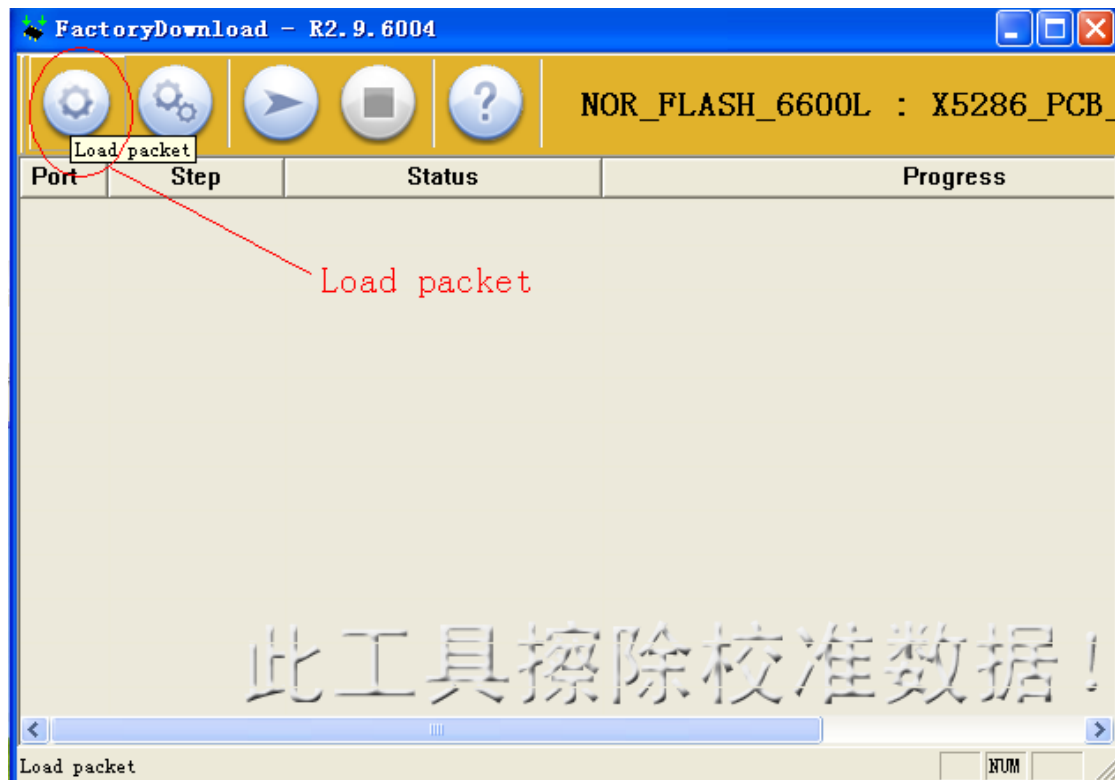 FactoryDownload - R2.9.6004
?
NOR_FLASH_6600L : X5286_PCB_
Load packet
Port Step Status Progress
Load packet
此工具擦除校准数据！
Load packet NUM